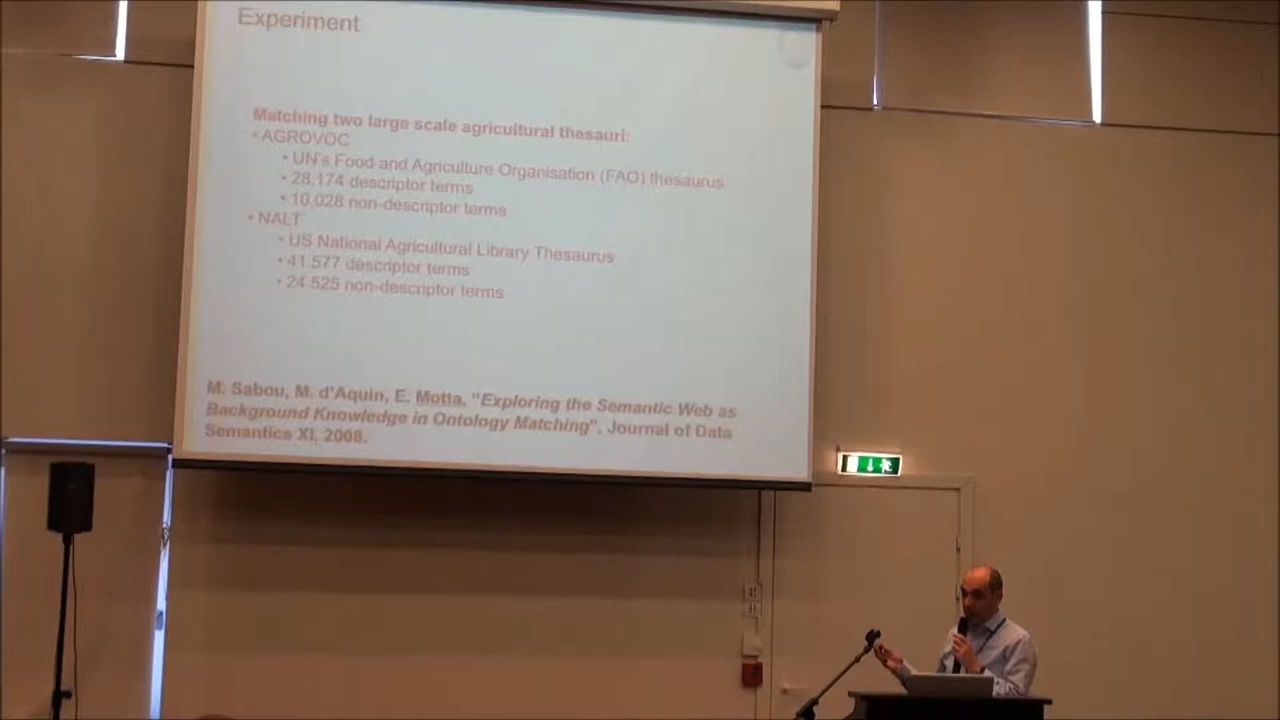 Experiment
Matching two large scale agricultural thesauri:
• AGROVOC
• UN's Food and Agriculture Organisation (FAO) thesaurus
• 28.174 descriptor terms
• 10.028 non-descriptor terms
• NALT
• US National Agricultural Library Thesaurus
• 41.577 descriptor terms
• 24.525 non-descriptor terms
M. Sabou, M. d'Aquin, E. Motta, "Exploring the Semantic Web as
Background Knowledge in Ontology Matching", Journal of Data
Semantics XI, 2008.